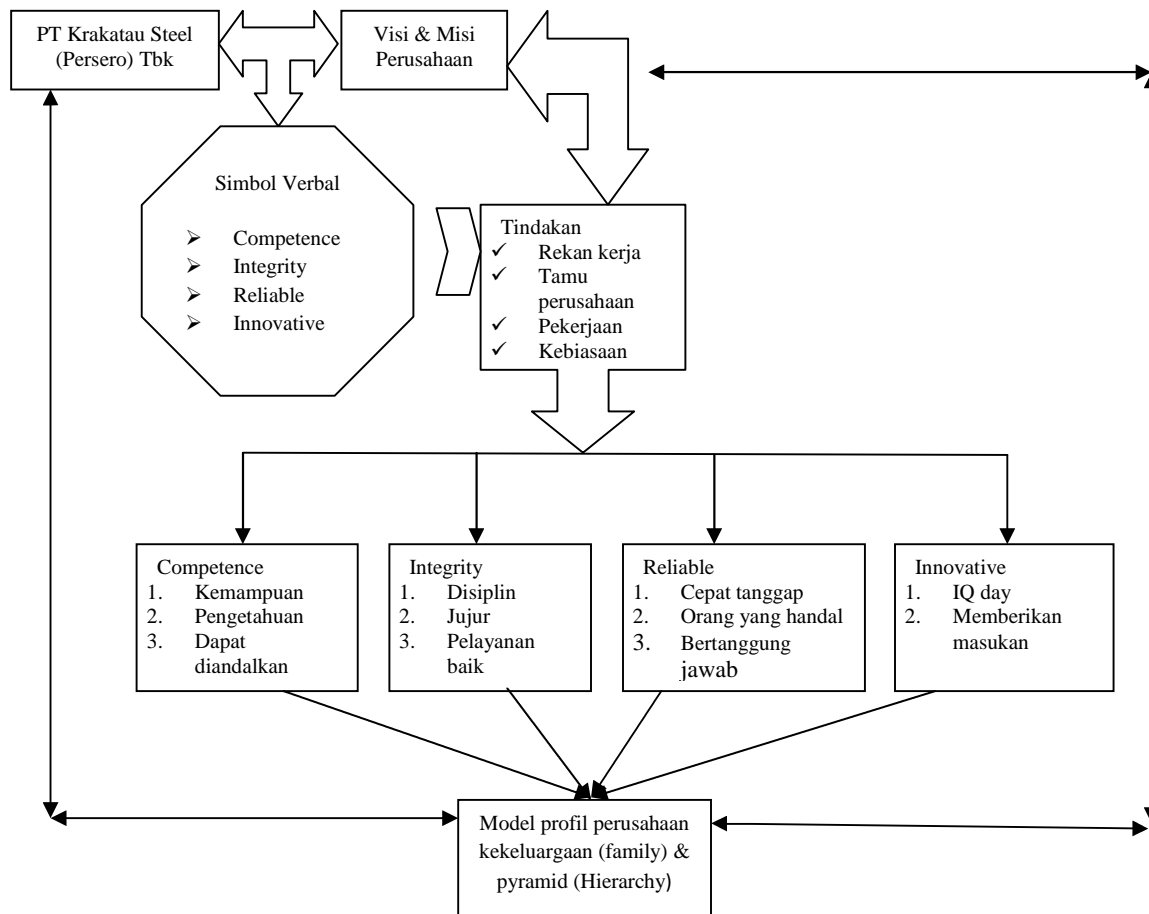 PT Krakatau Steel
(Persero) Tbk
Visi & Misi
Perusahaan
Simbol Verbal
➢ Competence
➢ Integrity
➢ Reliable
➢ Innovative
Tindakan
✓ Rekan kerja
✓ Tamu
perusahaan
✓ Pekerjaan
✓ Kebiasaan
Competence
1. Kemampuan
2. Pengetahuan
3. Dapat
diandalkan
Integrity
1. Disiplin
2. Jujur
3. Pelayanan
baik
Reliable
1. Cepat tanggap
2. Orang yang handal
3. Bertanggung
jawab
Innovative
1. IQ day
2. Memberikan
masukan
Model profil perusahaan
kekeluargaan (family) &
pyramid (Hierarchy)